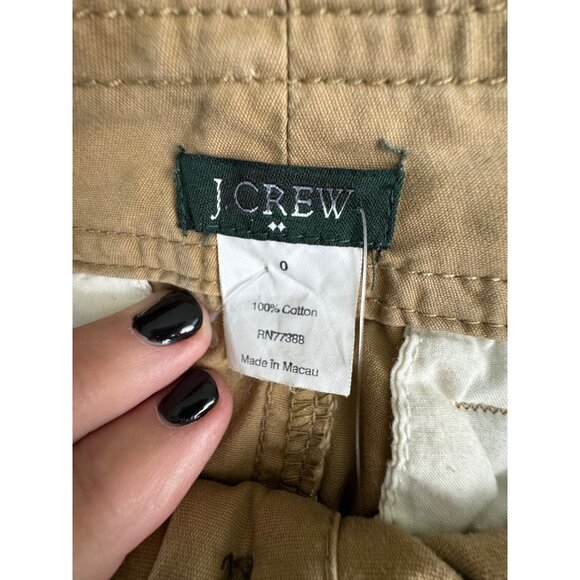 J.CREW
0
100% Cotton
RN77388
Made in Macau